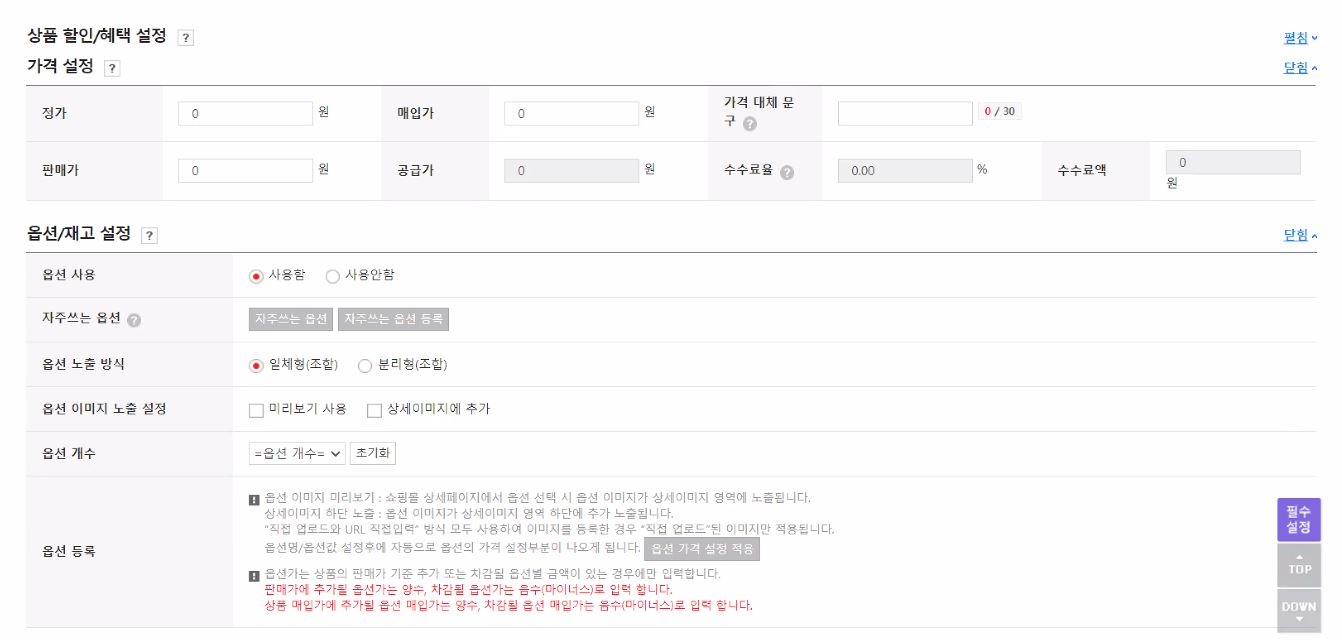 상품 할인/혜택 설정 ? 펼침
가격 설정 ? 닫힘
정가 0 원 매입가 0 원 가격 대체 문
구 ? 0 / 30
판매가 0 원 공급가 0 원 수수료율 ? 0.00 % 수수료액 0
원
옵션/재고 설정 ? 닫힘
옵션 사용 사용함 사용안함
자주쓰는 옵션 ? 자주쓰는 옵션 자주쓰는 옵션 등록
옵션 노출 방식 일체형(조합) 분리형(조합)
옵션 이미지 노출 설정 미리보기 사용 상세이미지에 추가
옵션 개수 =옵션 개수= 초기화
옵션 등록
! 옵션 이미지 미리보기 : 쇼핑몰 상세페이지에서 옵션 선택 시 옵션 이미지가 상세이미지 영역에 노출됩니다.
상세이미지 하단 노출 : 옵션 이미지가 상세이미지 영역 하단에 추가 노출됩니다.
"직접 업로드와 URL 직접입력" 방식 모두 사용하여 이미지를 등록한 경우 "직접 업로드"된 이미지만 적용됩니다.
옵션명/옵션값 설정후에 자동으로 옵션의 가격 설정부분이 나오게 됩니다. 옵션 가격 설정 적용
! 옵션가는 상품의 판매가 기준 추가 또는 차감될 옵션별 금액이 있는 경우에만 입력합니다.
판매가에 추가될 옵션가는 양수, 차감될 옵션가는 음수(마이너스)로 입력 합니다.
상품 매입가에 추가될 옵션 매입가는 양수, 차감될 옵션 매입가는 음수(마이너스)로 입력 합니다.
필수
설정
TOP
DOWN